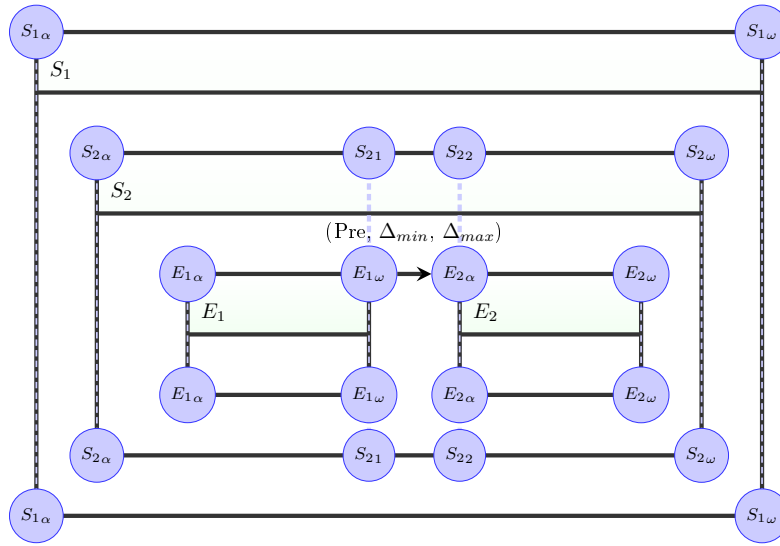 S1α S1ω
S1
S2α S21 S22 S2ω
S2
(Pre, Δmin, Δmax)
E1α E1ω E2α E2ω
E1 E2
E1α E1ω E2α E2ω
S2α S21 S22 S2ω
S1α S1ω